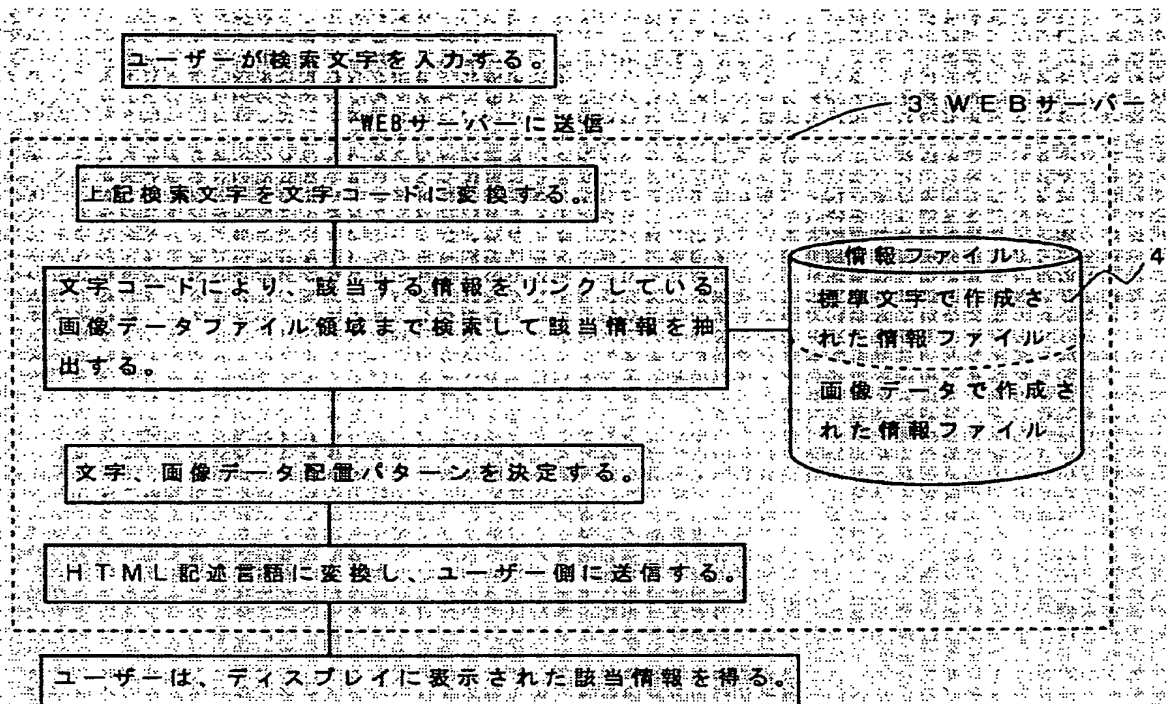 ユーザーが検索文字を入力する。
WEBサーバーに送信
3 WEBサーバー
上記検索文字を文字コードに変換する。
文字コードにより、該当する情報をリンクしている
画像データファイル領域まで検索して該当情報を抽
出する。
情報ファイル
4
標準文字で作成さ
れた情報ファイル
画像データで作成さ
れた情報ファイル
文字、画像データ配置パターンを決定する。
HTML記述言語に変換し、ユーザー側に送信する。
ユーザーは、ディスプレイに表示された該当情報を得る。